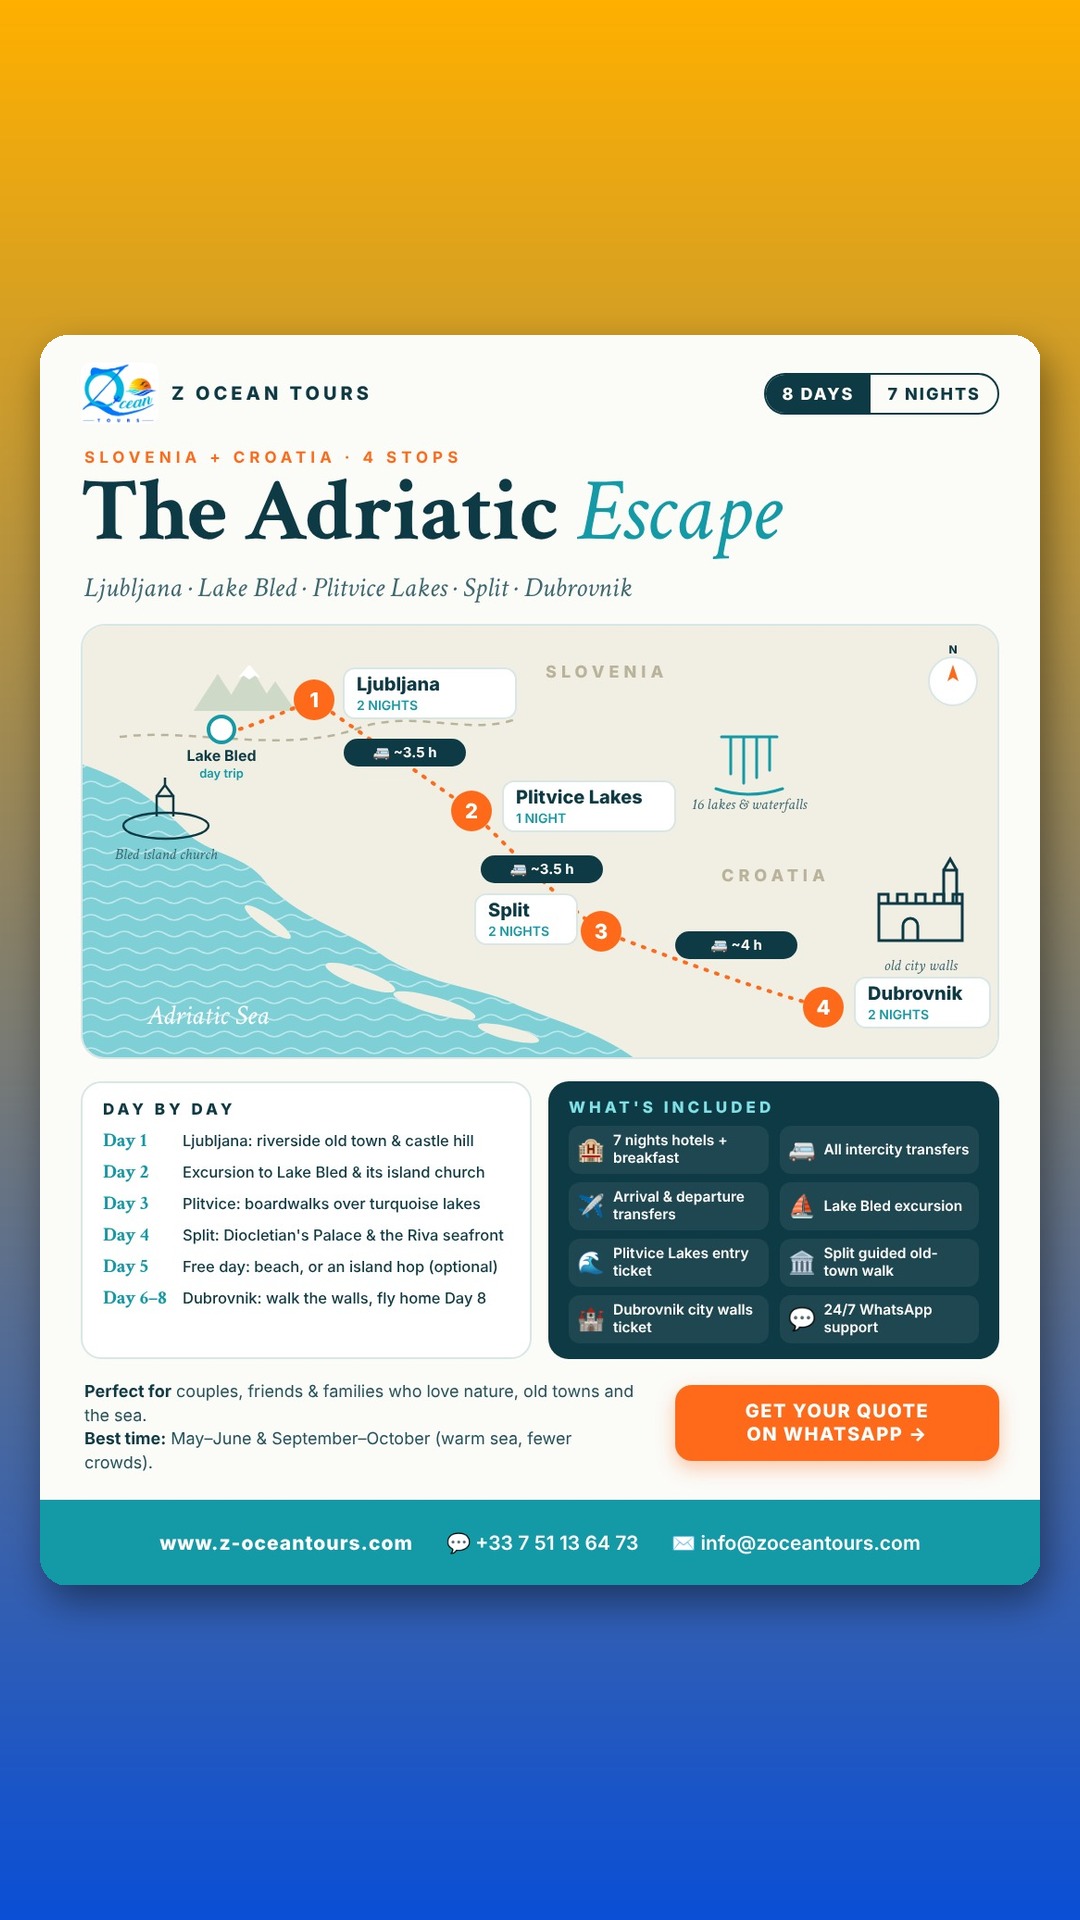 Z Ocean
TOURS
Z OCEAN TOURS
8 DAYS 7 NIGHTS
SLOVENIA + CROATIA · 4 STOPS
The Adriatic Escape
Ljubljana · Lake Bled · Plitvice Lakes · Split · Dubrovnik
N
SLOVENIA
1
Ljubljana
2 NIGHTS
Lake Bled
day trip
~3.5 h
2
Plitvice Lakes
1 NIGHT
16 lakes & waterfalls
Bled island church
~3.5 h
CROATIA
Split
2 NIGHTS
3
~4 h
old city walls
4
Dubrovnik
2 NIGHTS
Adriatic Sea
DAY BY DAY
Day 1 Ljubljana: riverside old town & castle hill
Day 2 Excursion to Lake Bled & its island church
Day 3 Plitvice: boardwalks over turquoise lakes
Day 4 Split: Diocletian's Palace & the Riva seafront
Day 5 Free day: beach, or an island hop (optional)
Day 6–8 Dubrovnik: walk the walls, fly home Day 8
WHAT'S INCLUDED
7 nights hotels +
breakfast
All intercity transfers
Arrival & departure
transfers
Lake Bled excursion
Plitvice Lakes entry
ticket
Split guided old-
town walk
Dubrovnik city walls
ticket
24/7 WhatsApp
support
Perfect for couples, friends & families who love nature, old towns and
the sea.
Best time: May–June & September–October (warm sea, fewer
crowds).
GET YOUR QUOTE
ON WHATSAPP →
www.z-oceantours.com +33 7 51 13 64 73 info@zoceantours.com